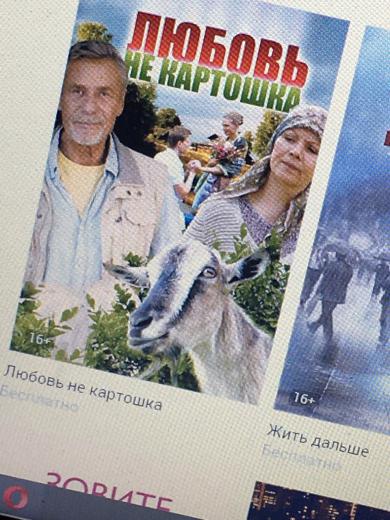 ЛЮБОВЬ
НЕ КАРТОШКА
16+
Любовь не картошка
Бесплатно
16+
Жить дальше
Бесплатно
ЗОВИТЕ